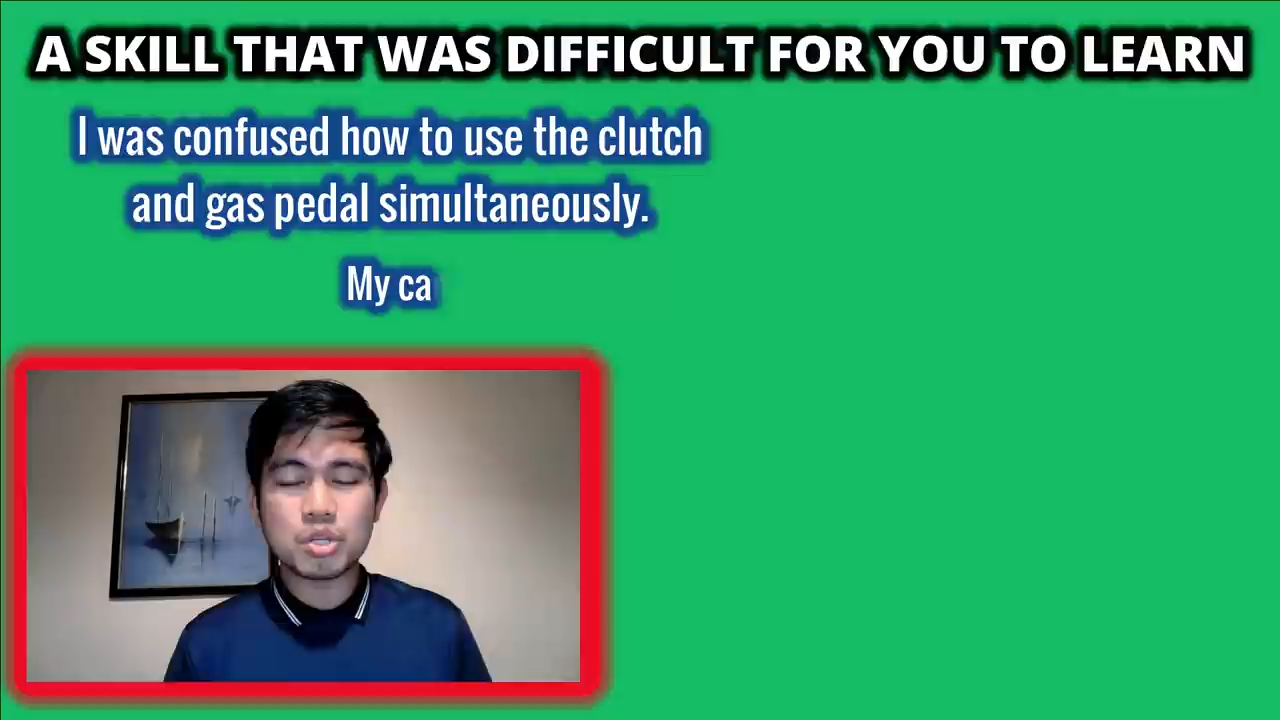 A SKILL THAT WAS DIFFICULT FOR YOU TO LEARN
I was confused how to use the clutch
and gas pedal simultaneously.
My ca